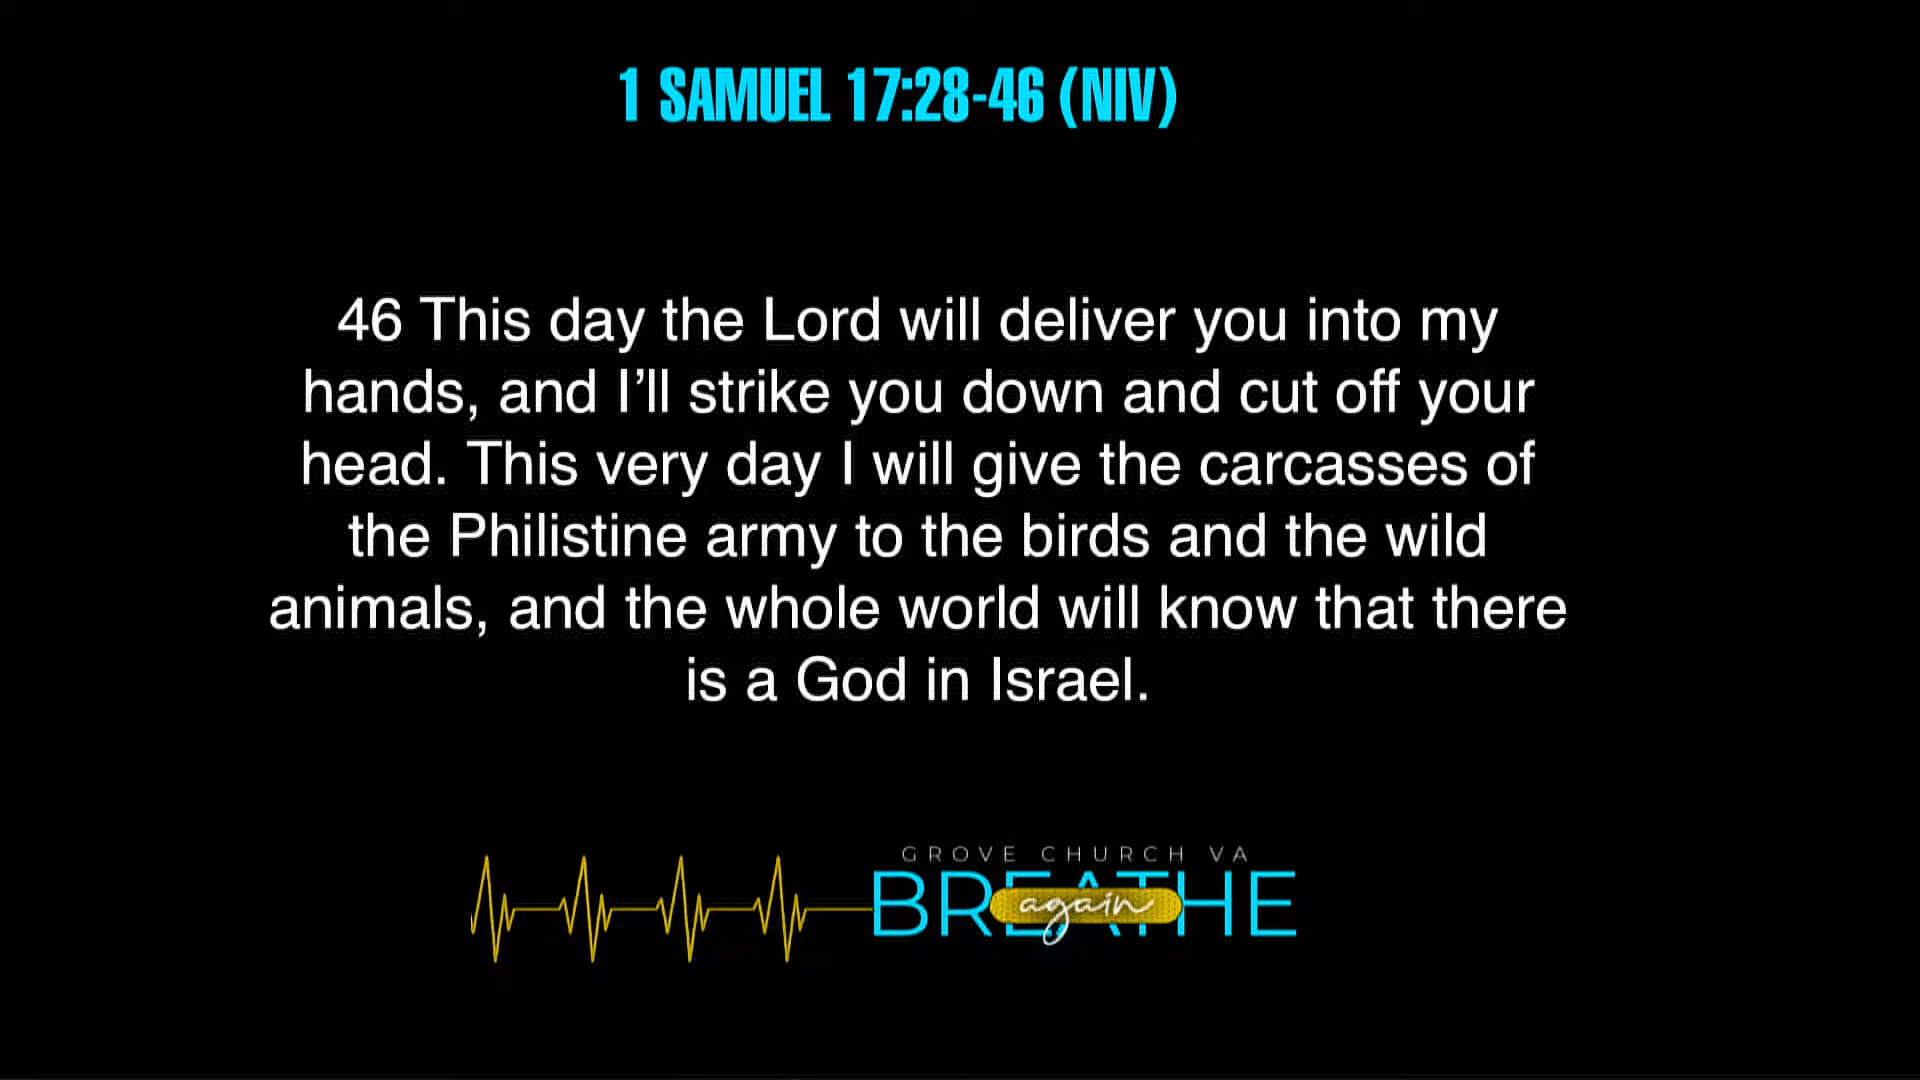 1 SAMUEL 17:28-46 (NIV)
46 This day the Lord will deliver you into my
hands, and I’ll strike you down and cut off your
head. This very day I will give the carcasses of
the Philistine army to the birds and the wild
animals, and the whole world will know that there
is a God in Israel.
GROVE CHURCH VA
BREATHE
again